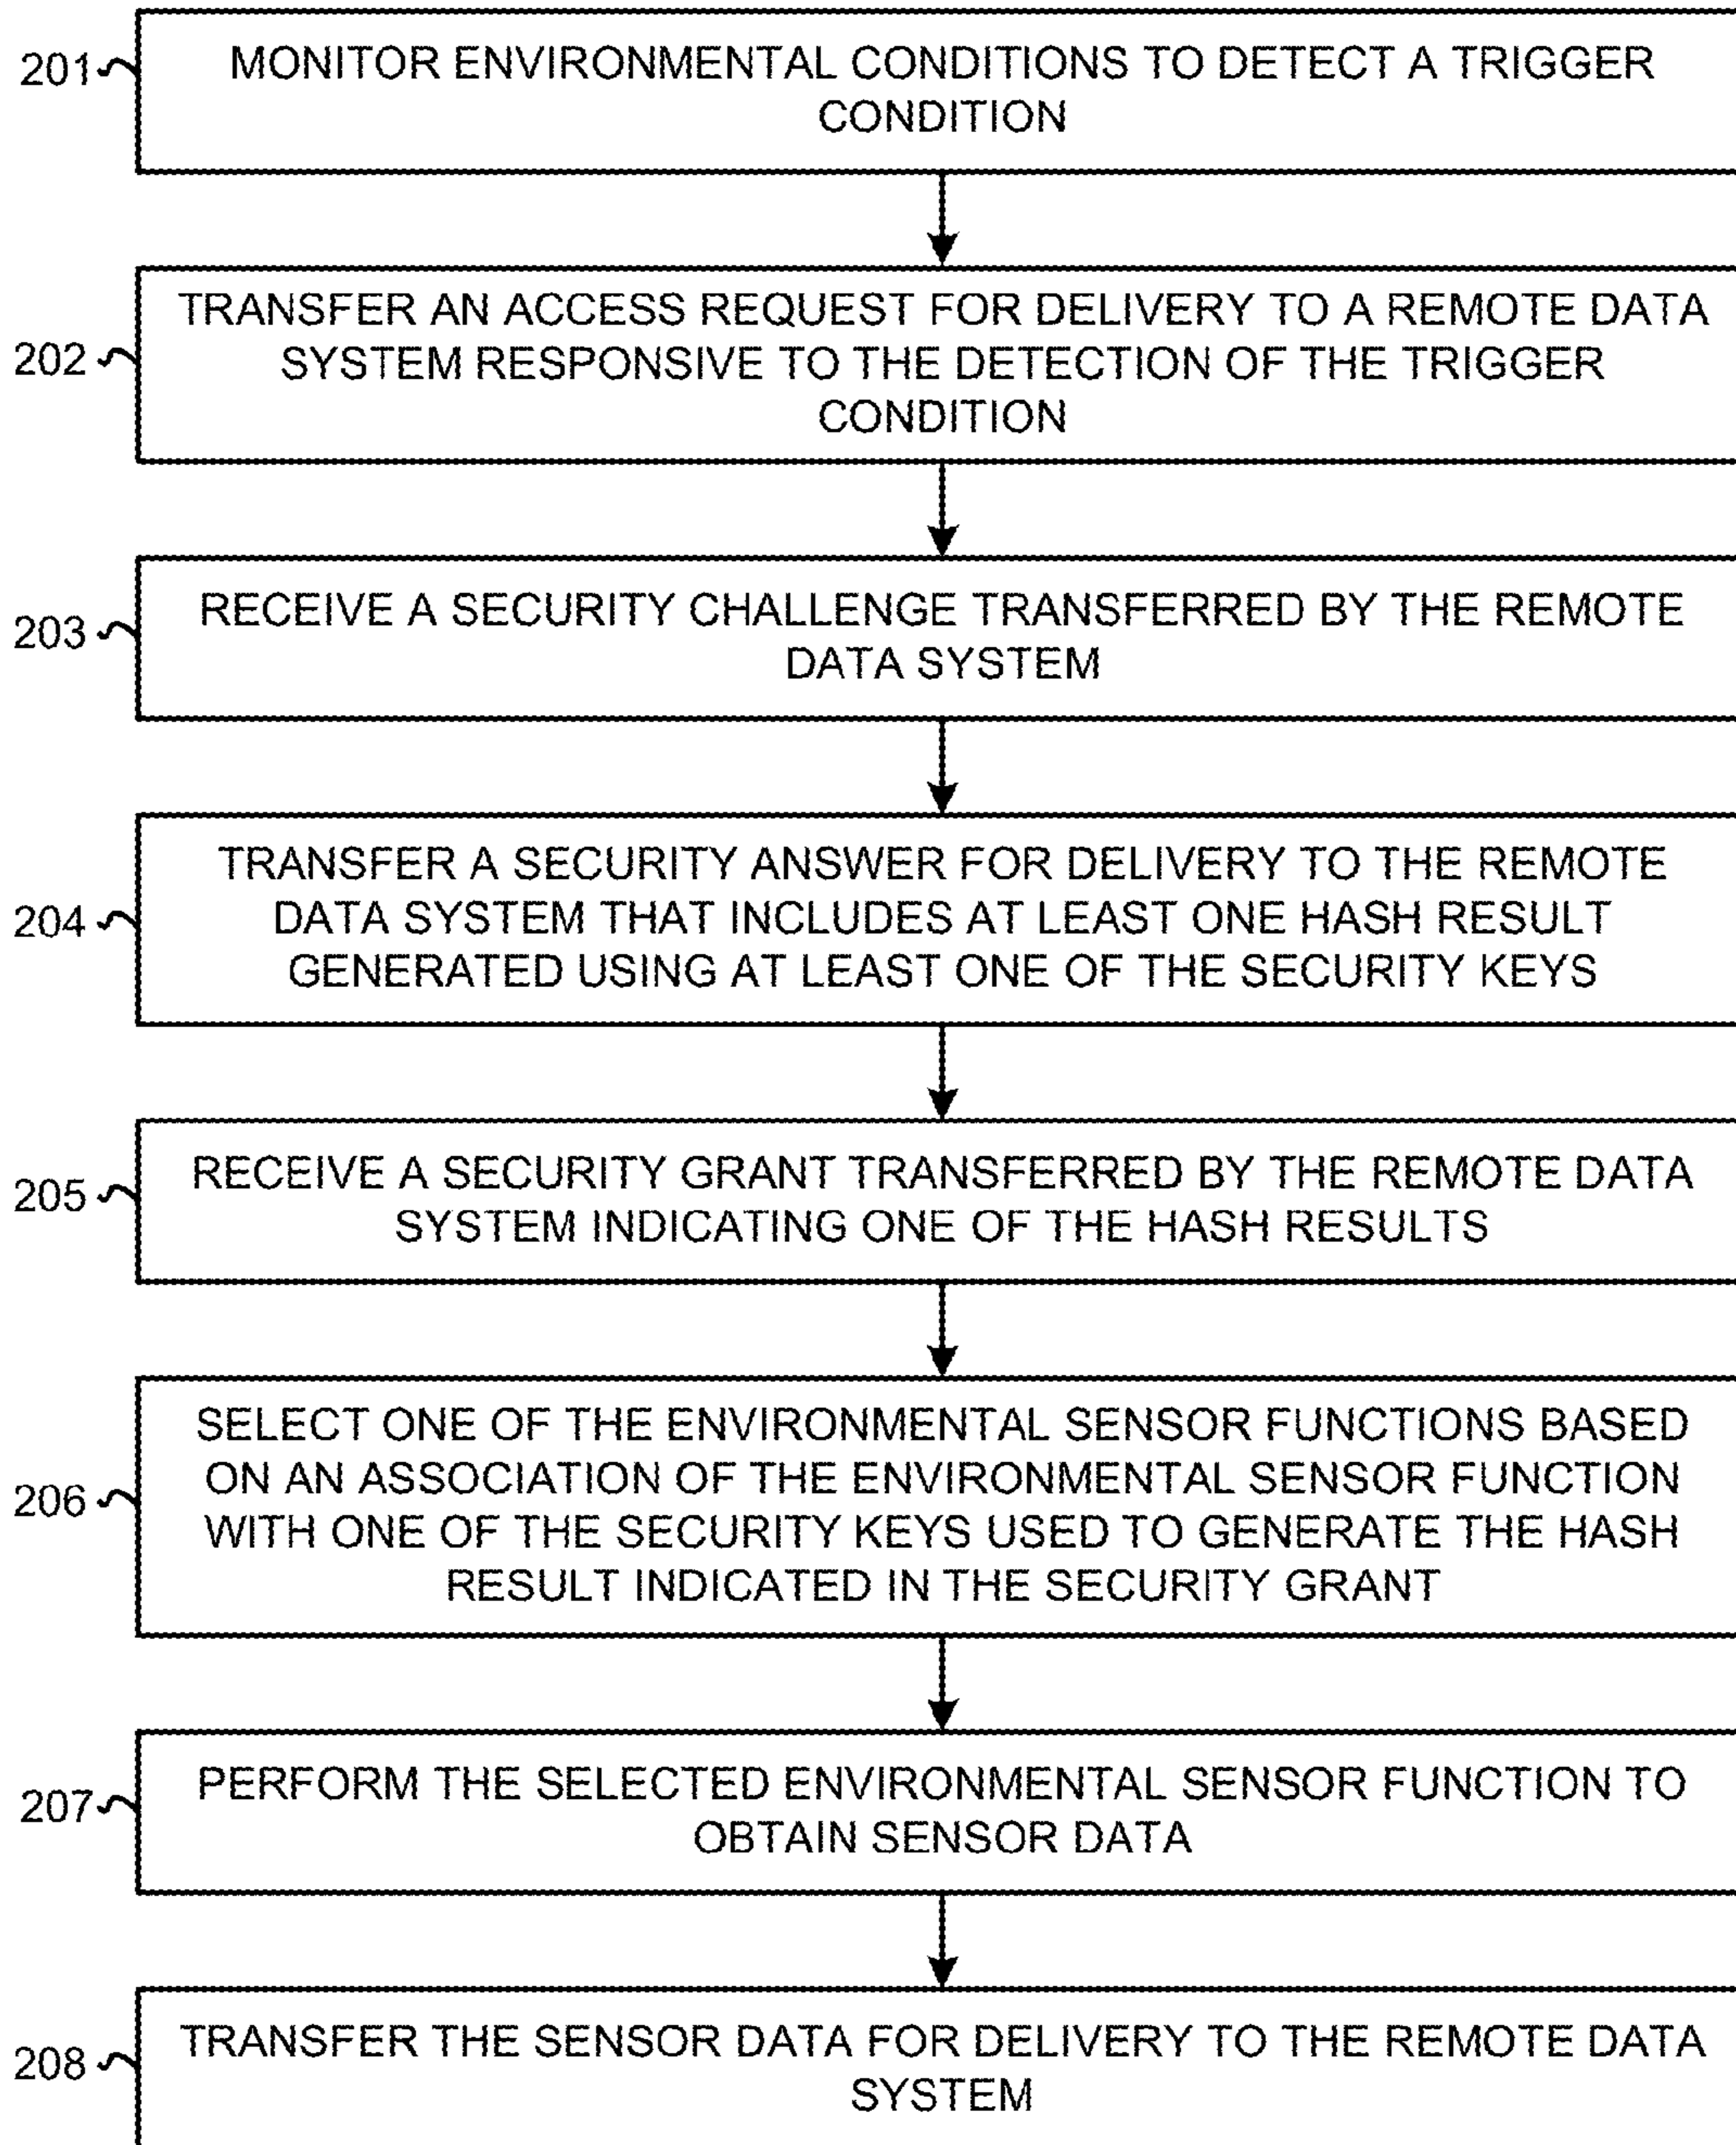 201
MONITOR ENVIRONMENTAL CONDITIONS TO DETECT A TRIGGER
CONDITION
202
TRANSFER AN ACCESS REQUEST FOR DELIVERY TO A REMOTE DATA
SYSTEM RESPONSIVE TO THE DETECTION OF THE TRIGGER
CONDITION
203
RECEIVE A SECURITY CHALLENGE TRANSFERRED BY THE REMOTE
DATA SYSTEM
204
TRANSFER A SECURITY ANSWER FOR DELIVERY TO THE REMOTE
DATA SYSTEM THAT INCLUDES AT LEAST ONE HASH RESULT
GENERATED USING AT LEAST ONE OF THE SECURITY KEYS
205
RECEIVE A SECURITY GRANT TRANSFERRED BY THE REMOTE DATA
SYSTEM INDICATING ONE OF THE HASH RESULTS
206
SELECT ONE OF THE ENVIRONMENTAL SENSOR FUNCTIONS BASED
ON AN ASSOCIATION OF THE ENVIRONMENTAL SENSOR FUNCTION
WITH ONE OF THE SECURITY KEYS USED TO GENERATE THE HASH
RESULT INDICATED IN THE SECURITY GRANT
207
PERFORM THE SELECTED ENVIRONMENTAL SENSOR FUNCTION TO
OBTAIN SENSOR DATA
208
TRANSFER THE SENSOR DATA FOR DELIVERY TO THE REMOTE DATA
SYSTEM